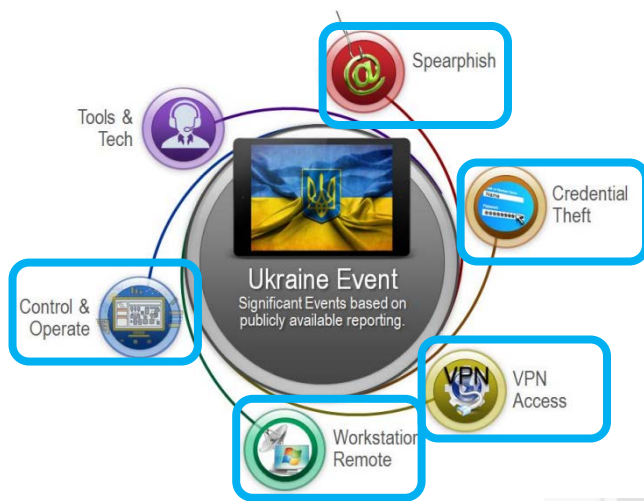 Spearphish
Tools &
Tech
Credential
Theft
Ukraine Event
Significant Events based on
publicly available reporting.
Control &
Operate
VPN
VPN
Access
Workstation
Remote